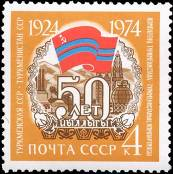 1924
1974
ТУРКМЕНСКАЯ ССР · ТУРКМЕНИСТАН ССР
50
ЛЕТ
ЙЫЛЛЫГЫ
ПОЧТА СССР
4